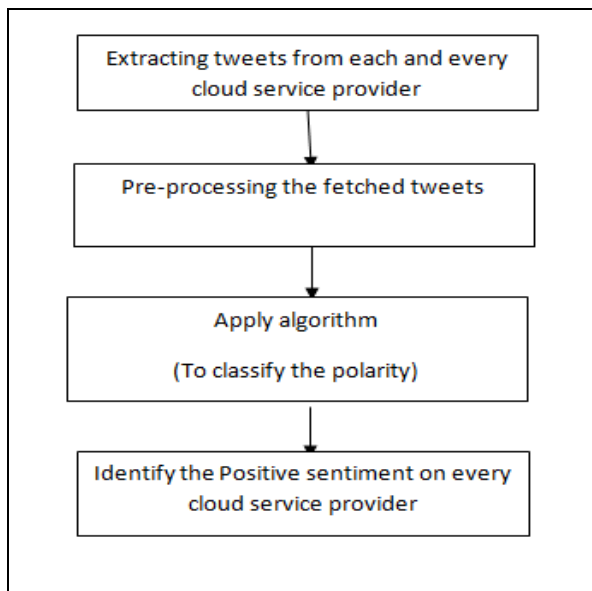 Extracting tweets from each and every
cloud service provider
Pre-processing the fetched tweets
Apply algorithm
(To classify the polarity)
Identify the Positive sentiment on every
cloud service provider